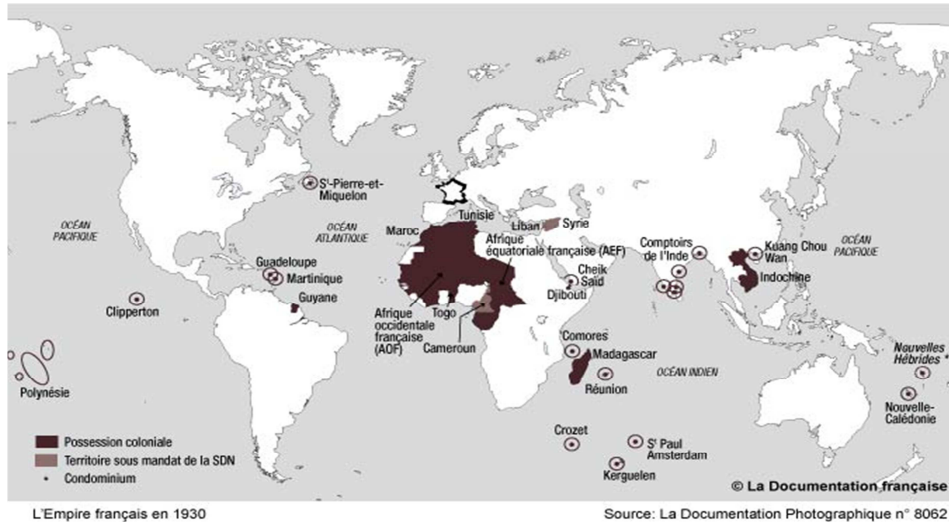 St-Pierre-et-
Miquelon
OCÉAN
PACIFIQUE
OCÉAN
ATLANTIQUE
Maroc
Tunisie
Liban
Syrie
Afrique
équatoriale française (AEF)
Comptoirs
de l'Inde
Kuang Chou
Wan
OCÉAN
PACIFIQUE
Indochine
Guadeloupe
Martinique
Guyane
Clipperton
Cheik
Saïd
Djibouti
Afrique
occidentale
française
(AOF)
Togo
Cameroun
Comores
Madagascar
Réunion
OCÉAN INDIEN
Nouvelles
Hébrides
Nouvelle-
Calédonie
Polynésie
Crozet
St Paul
Amsterdam
Kerguelen
Possession coloniale
Territoire sous mandat de la SDN
Condominium
© La Documentation française
L'Empire français en 1930
Source: La Documentation Photographique n° 8062